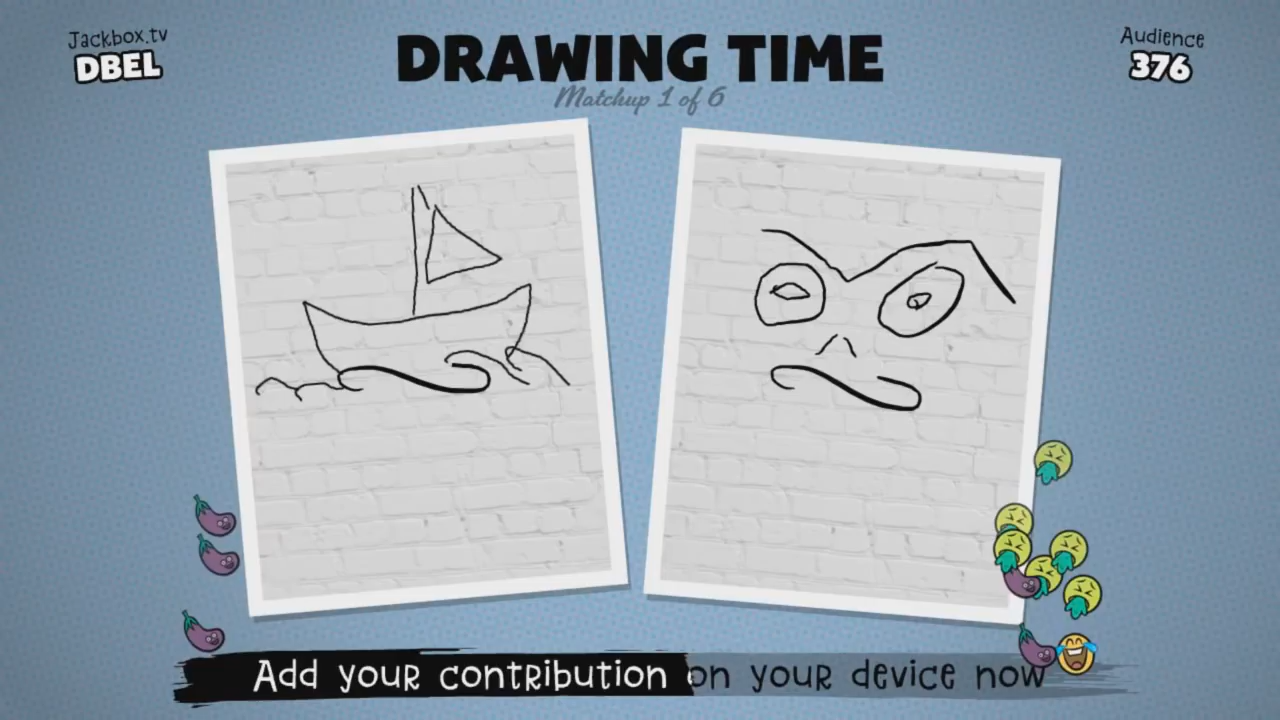 Jackbox.tv
DBEL
DRAWING TIME
Matchup 1 of 6
Audience
376
Add your contribution on your device now